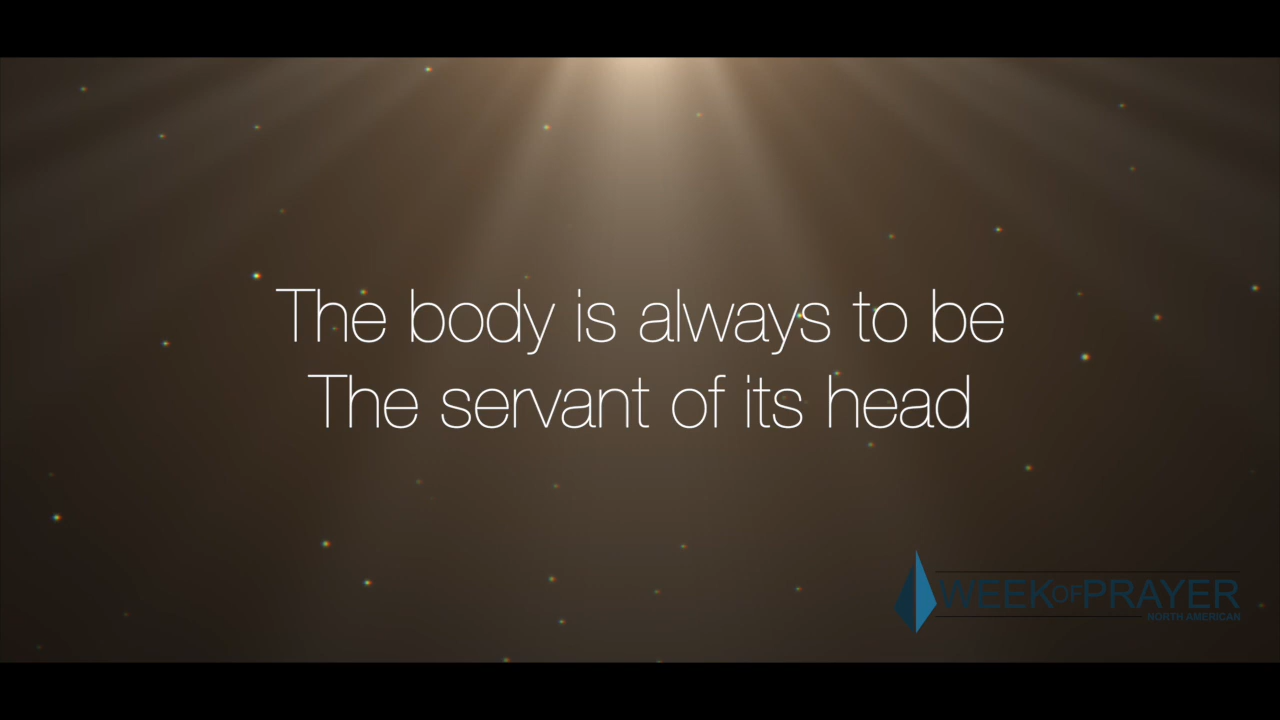 The body is always to be
The servant of its head
WEEK OF PRAYER
NORTH AMERICAN